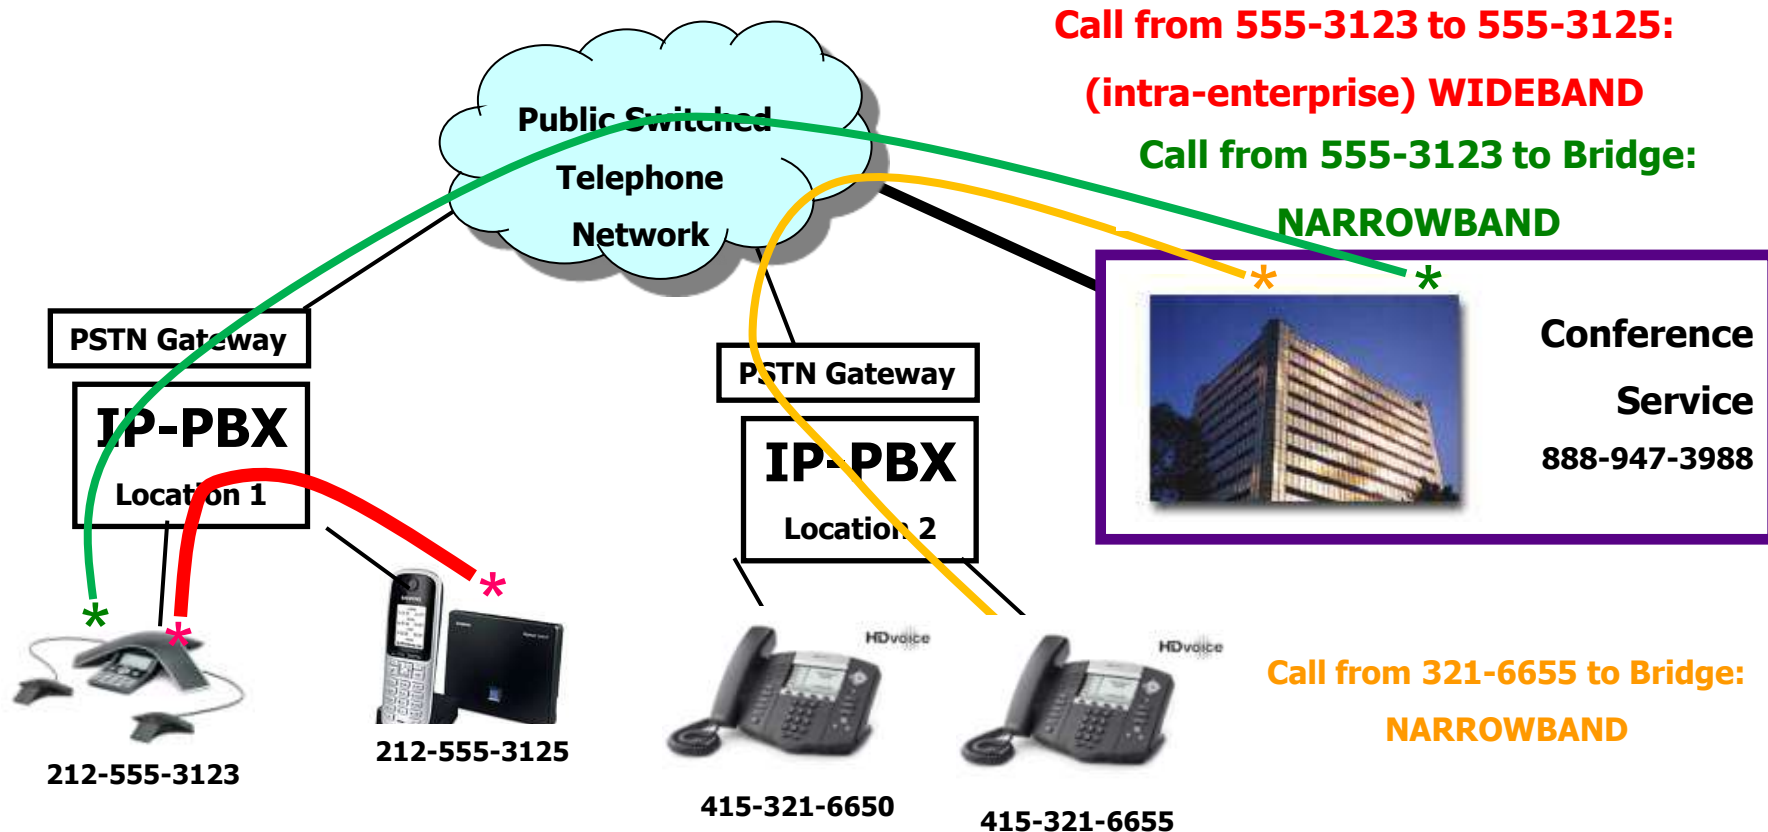 Call from 555-3123 to 555-3125:
(intra-enterprise) WIDEBAND
Call from 555-3123 to Bridge:
NARROWBAND
Public Switched
Telephone
Network
PSTN Gateway
IP-PBX
Location 1
PSTN Gateway
IP-PBX
Location 2
Conference
Service
888-947-3988
HDvoice
HDvoice
Call from 321-6655 to Bridge:
NARROWBAND
212-555-3123
212-555-3125
415-321-6650
415-321-6655